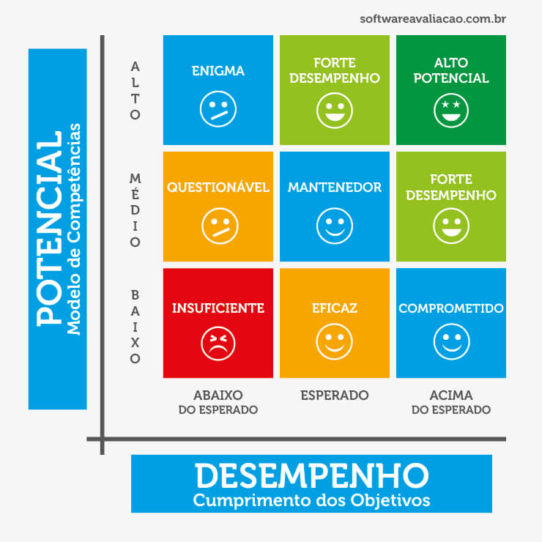 softwareavaliacao.com.br
POTENCIAL
Modelo de Competências
ALTO
ENIGMA
FORTE
DESEMPENHO
ALTO
POTENCIAL
MÉDIO
QUESTIONÁVEL
MANTENEDOR
FORTE
DESEMPENHO
BAIXO
INSUFICIENTE
EFICAZ
COMPROMETIDO
ABAIXO
DO ESPERADO
ESPERADO
ACIMA
DO ESPERADO
DESEMPENHO
Cumprimento dos Objetivos